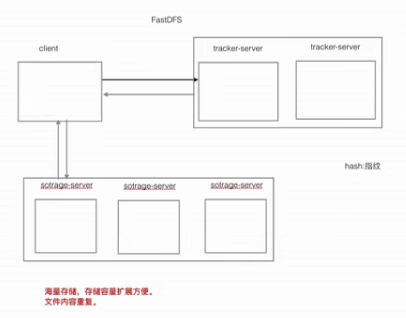 FastDFS
client
tracker-server
tracker-server
hash:指纹
sotrage-server
sotrage-server
sotrage-server
海量存储，存储容量扩展方便。
文件内容重复。